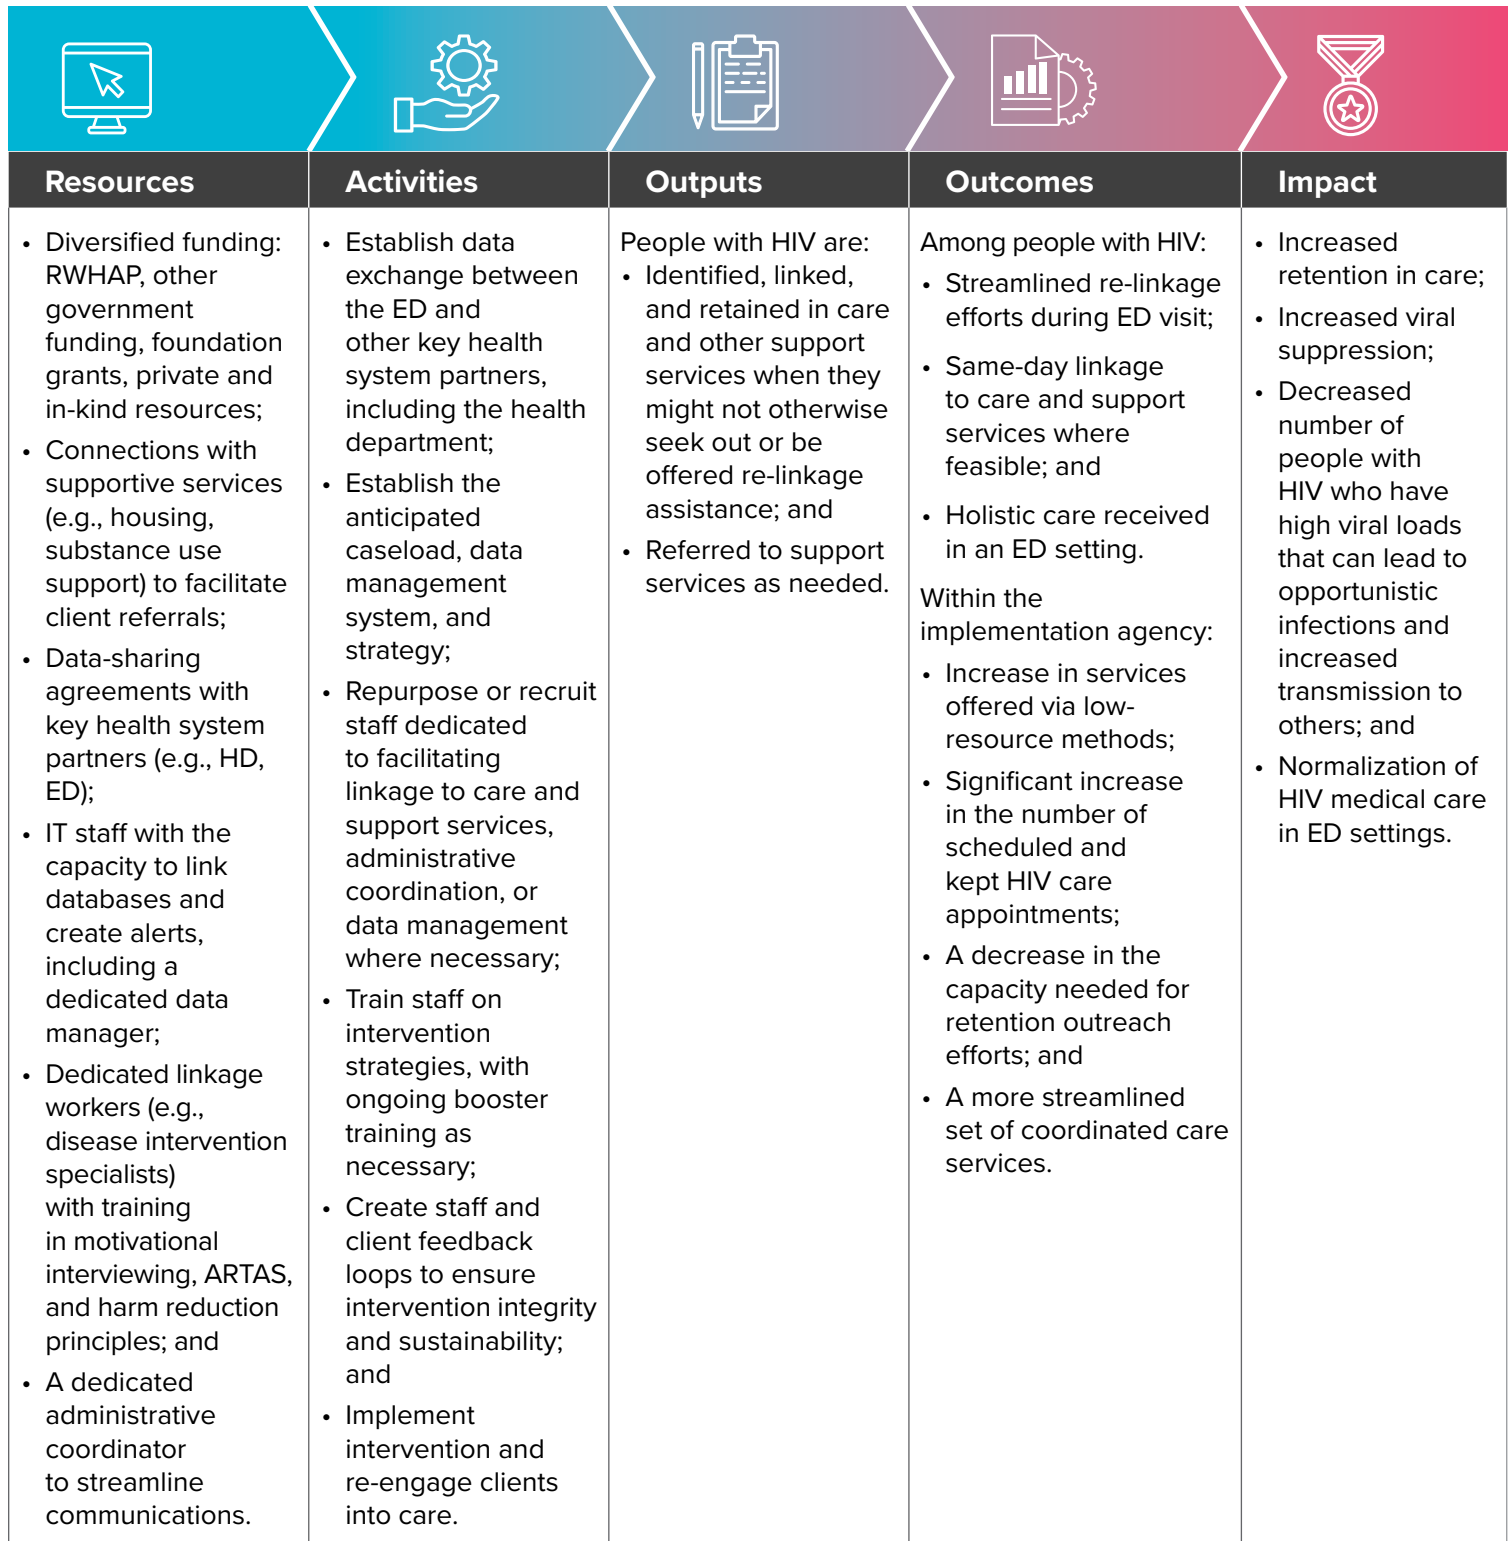 Resources
• Diversified funding:
RWHAP, other
government
funding, foundation
grants, private and
in-kind resources;
• Connections with
supportive services
(e.g., housing,
substance use
support) to facilitate
client referrals;
• Data-sharing
agreements with
key health system
partners (e.g., HD,
ED);
• IT staff with the
capacity to link
databases and
create alerts,
including a
dedicated data
manager;
• Dedicated linkage
workers (e.g.,
disease intervention
specialists)
with training
in motivational
interviewing, ARTAS,
and harm reduction
principles; and
• A dedicated
administrative
coordinator
to streamline
communications.
Activities
• Establish data
exchange between
the ED and
other key health
system partners,
including the health
department;
• Establish the
anticipated
caseload, data
management
system, and
strategy;
• Repurpose or recruit
staff dedicated
to facilitating
linkage to care and
support services,
administrative
coordination, or
data management
where necessary;
• Train staff on
intervention
strategies, with
ongoing booster
training as
necessary;
• Create staff and
client feedback
loops to ensure
intervention integrity
and sustainability;
and
• Implement
intervention and
re-engage clients
into care.
Outputs
People with HIV are:
• Identified, linked,
and retained in care
and other support
services when they
might not otherwise
seek out or be
offered re-linkage
assistance; and
• Referred to support
services as needed.
Outcomes
Among people with HIV:
• Streamlined re-linkage
efforts during ED visit;
• Same-day linkage
to care and support
services where
feasible; and
• Holistic care received
in an ED setting.
Within the
implementation agency:
• Increase in services
offered via low-
resource methods;
• Significant increase
in the number of
scheduled and
kept HIV care
appointments;
• A decrease in the
capacity needed for
retention outreach
efforts; and
• A more streamlined
set of coordinated care
services.
Impact
• Increased
retention in care;
• Increased viral
suppression;
• Decreased
number of
people with
HIV who have
high viral loads
that can lead to
opportunistic
infections and
increased
transmission to
others; and
• Normalization of
HIV medical care
in ED settings.